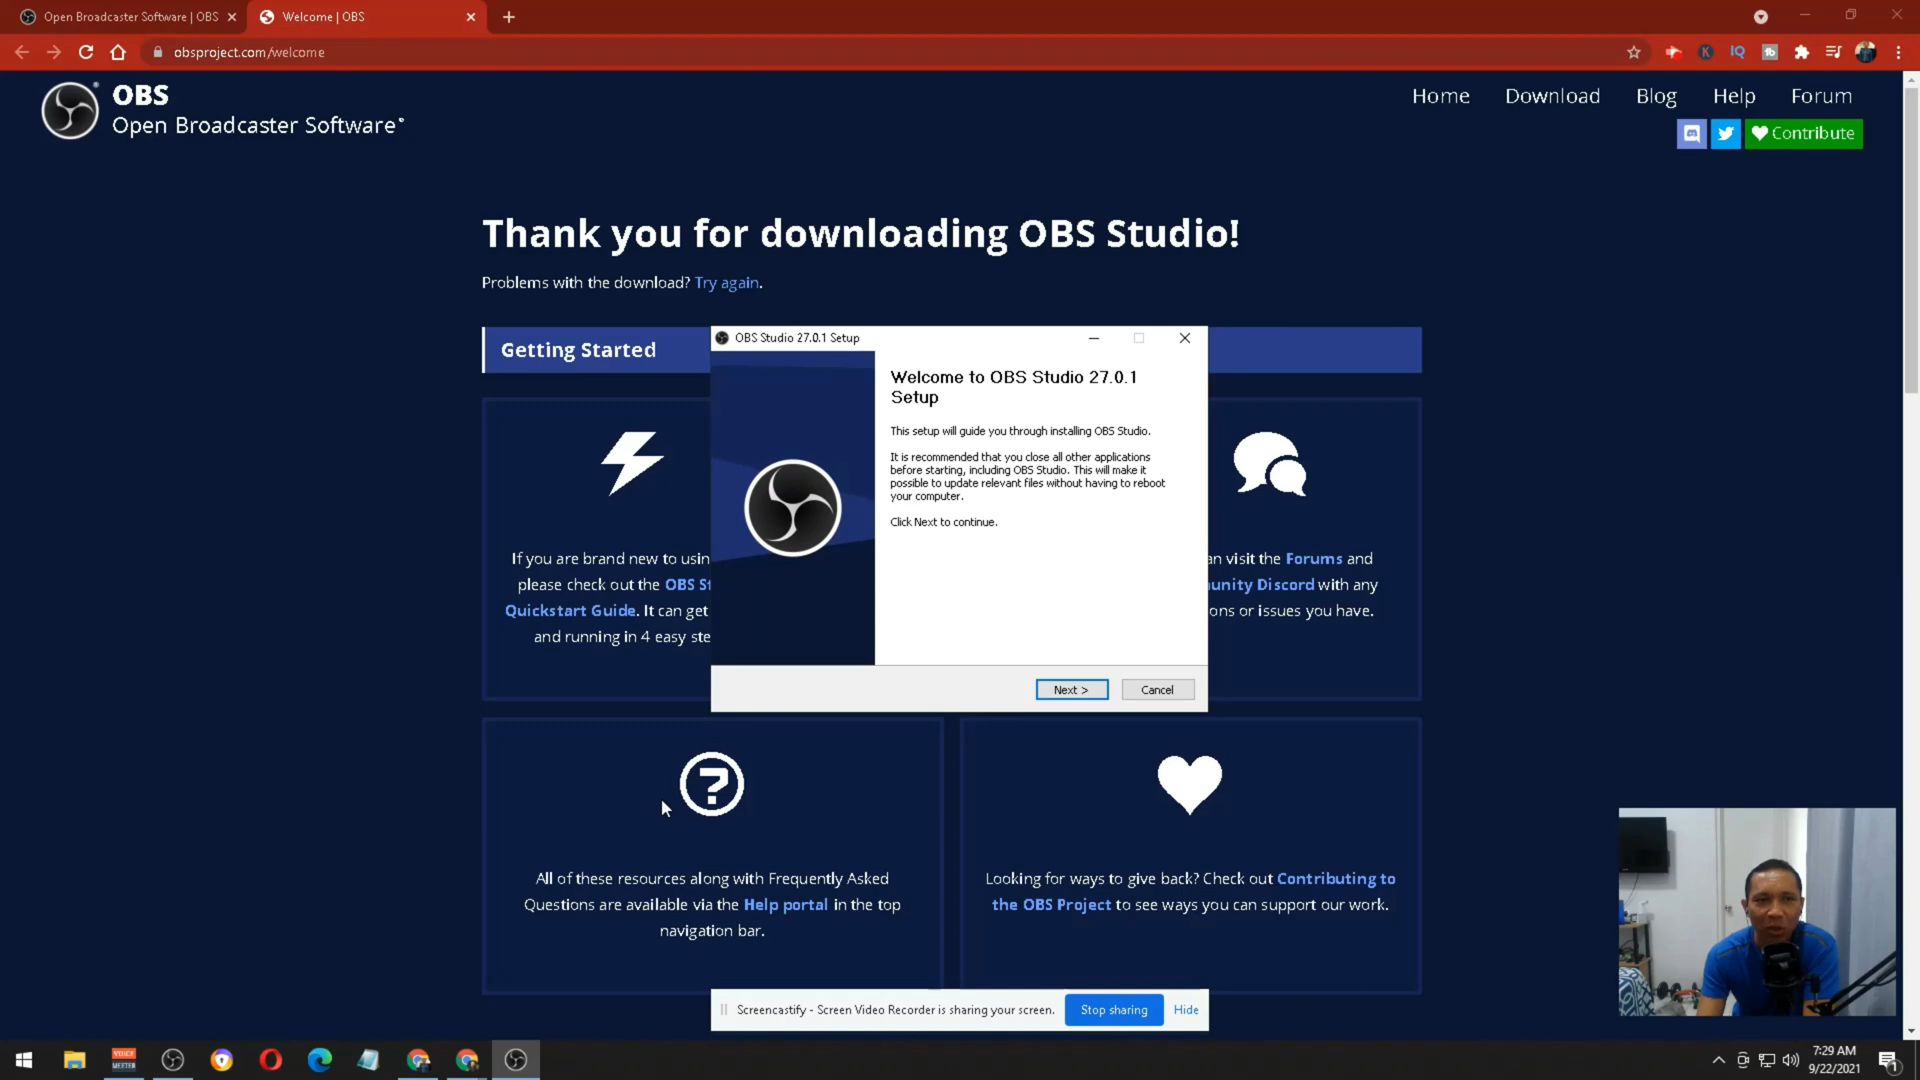 Open Broadcaster Software | OBS
Welcome | OBS
obsproject.com/welcome
OBS
Open Broadcaster Software
Home
Download
Blog
Help
Forum
Contribute
Thank you for downloading OBS Studio!
Problems with the download? Try again.
Getting Started
If you are brand new to usin
please check out the OBS St
Quickstart Guide. It can get
and running in 4 easy ste
an visit the Forums and
unity Discord with any
ons or issues you have.
OBS Studio 27.0.1 Setup
Welcome to OBS Studio 27.0.1
Setup
This setup will guide you through installing OBS Studio.
It is recommended that you close all other applications
before starting, including OBS Studio. This will make it
possible to update relevant files without having to reboot
your computer.
Click Next to continue.
Next >
Cancel
All of these resources along with Frequently Asked
Questions are available via the Help portal in the top
navigation bar.
Looking for ways to give back? Check out Contributing to
the OBS Project to see ways you can support our work.
Screencastify - Screen Video Recorder is sharing your screen.
Stop sharing
Hide
VOICE
MEETER
7:29 AM
9/22/2021
K
IQ
1